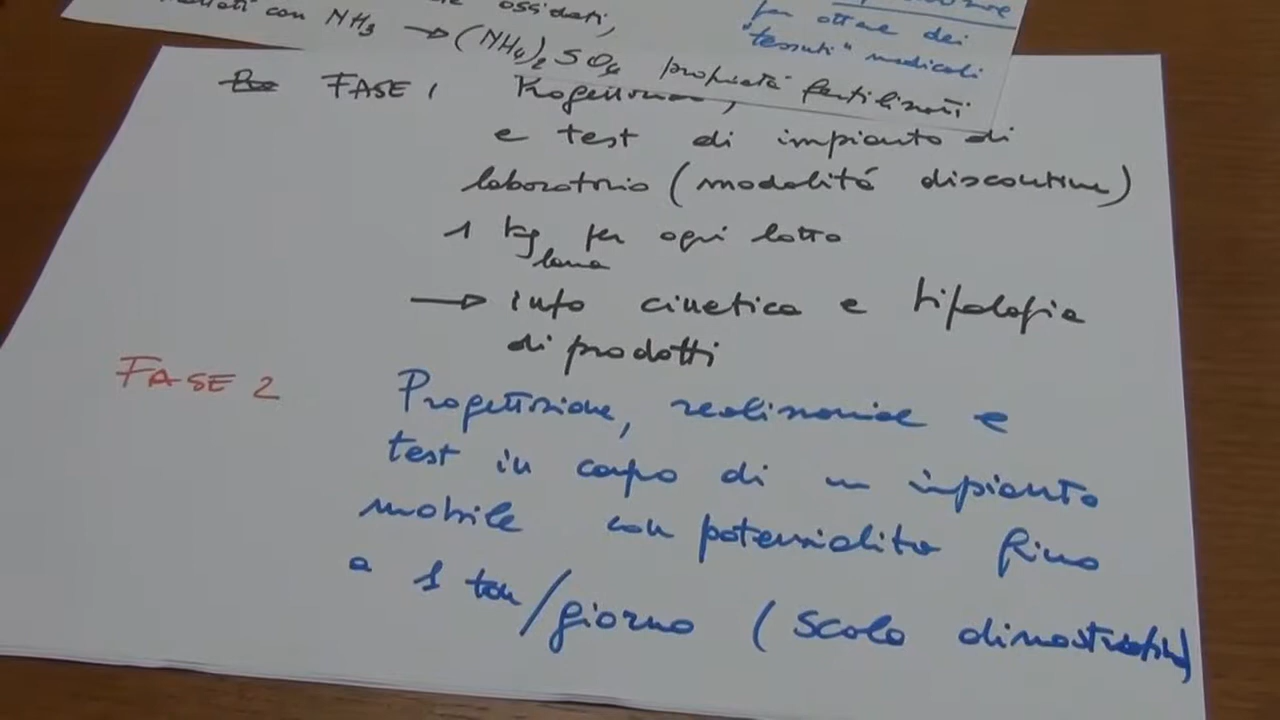 ossidati,
con NH3 → (NH4)2SO4 proprietà fertilizzanti
per ottenere dei
"tessuti" medicali
FASE 1
e test di impianto di
laboratorio (modalità discontinua)
1 kg lana per ogni lotto
→ info cinetica e tipologia
di prodotti
FASE 2 Progettazione, realizzazione e
test in campo di un impianto
mobile con potenzialità fino
a 1 ton/giorno (scala dimostrativa)